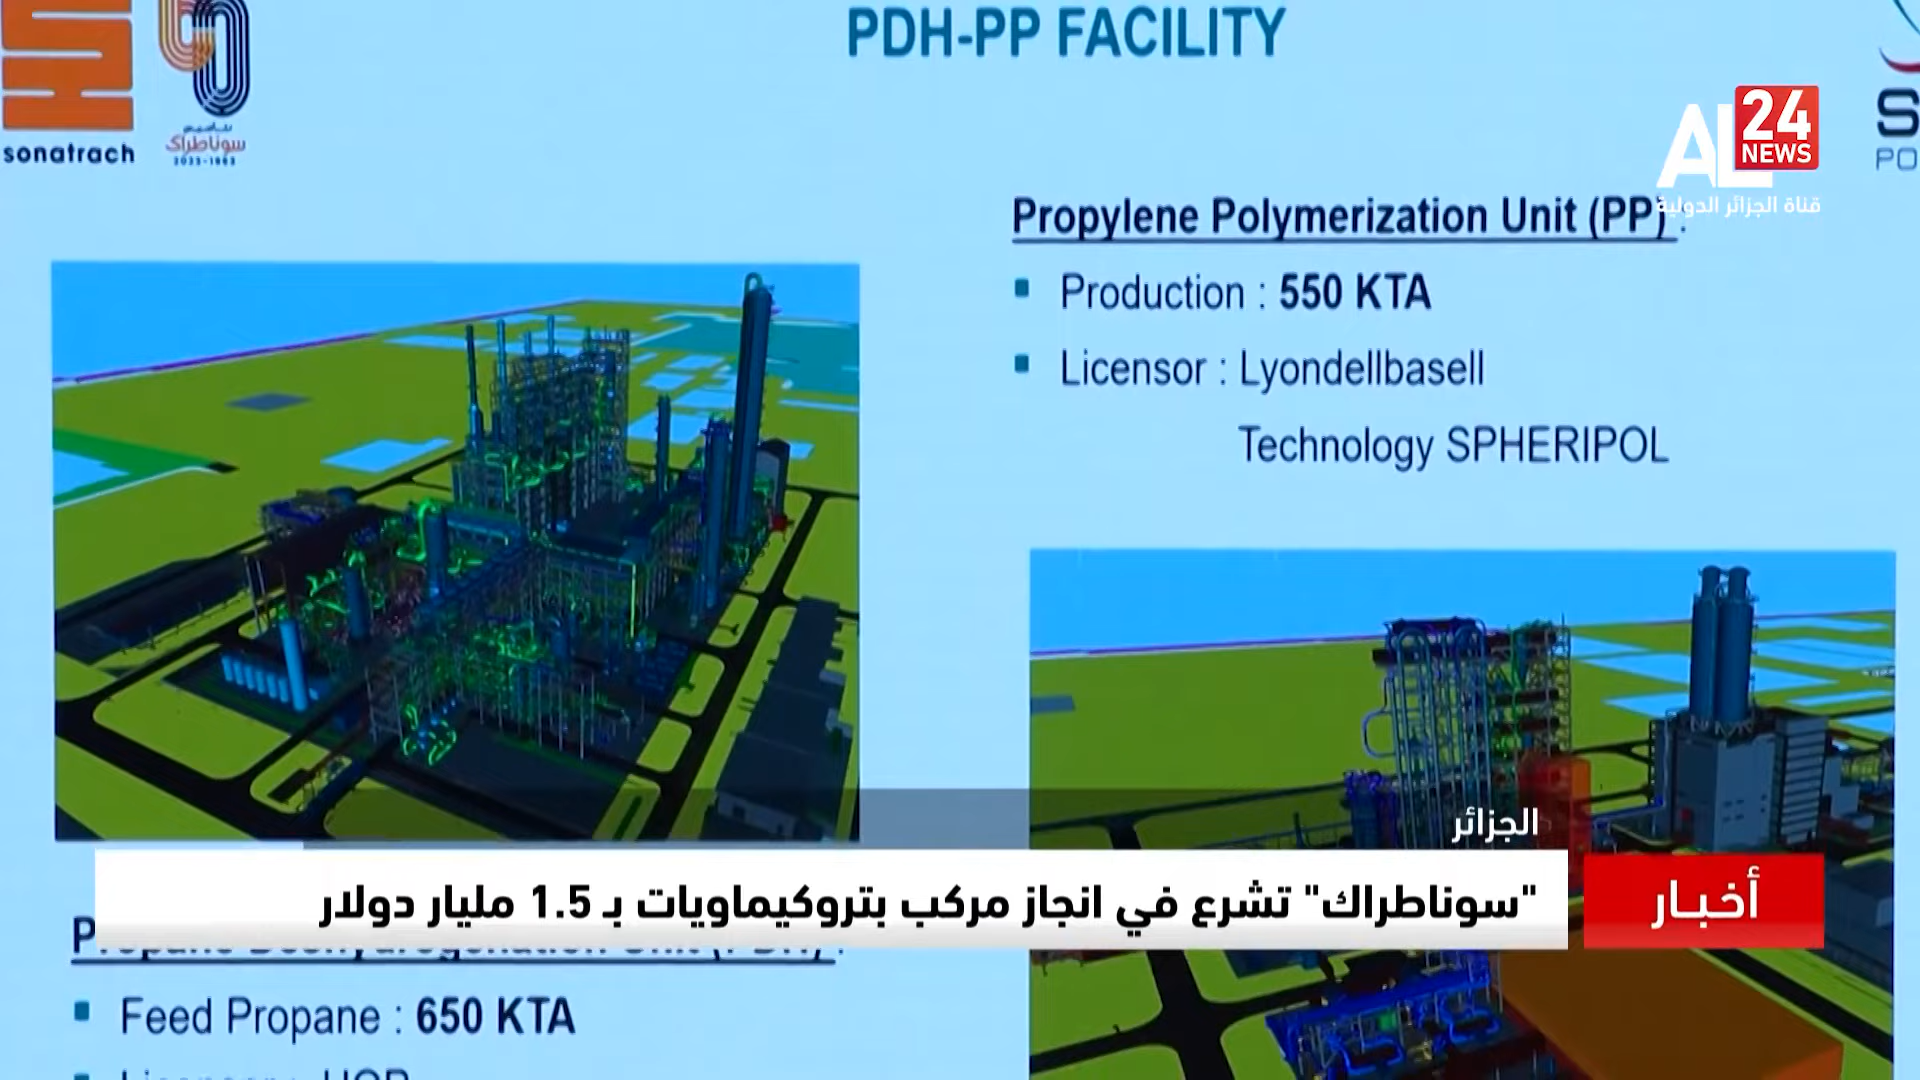 PDH-PP FACILITY
sonatrach
سوناطراك
AL
24
NEWS
قناة الجزائر الدولية
Propylene Polymerization Unit (PP) :
Production : 550 KTA
Licensor : Lyondellbasell
Technology SPHERIPOL
الجزائر
أخبار
"سوناطراك" تشرع في انجاز مركب بتروكيماويات بـ 1.5 مليار دولار
Feed Propane : 650 KTA